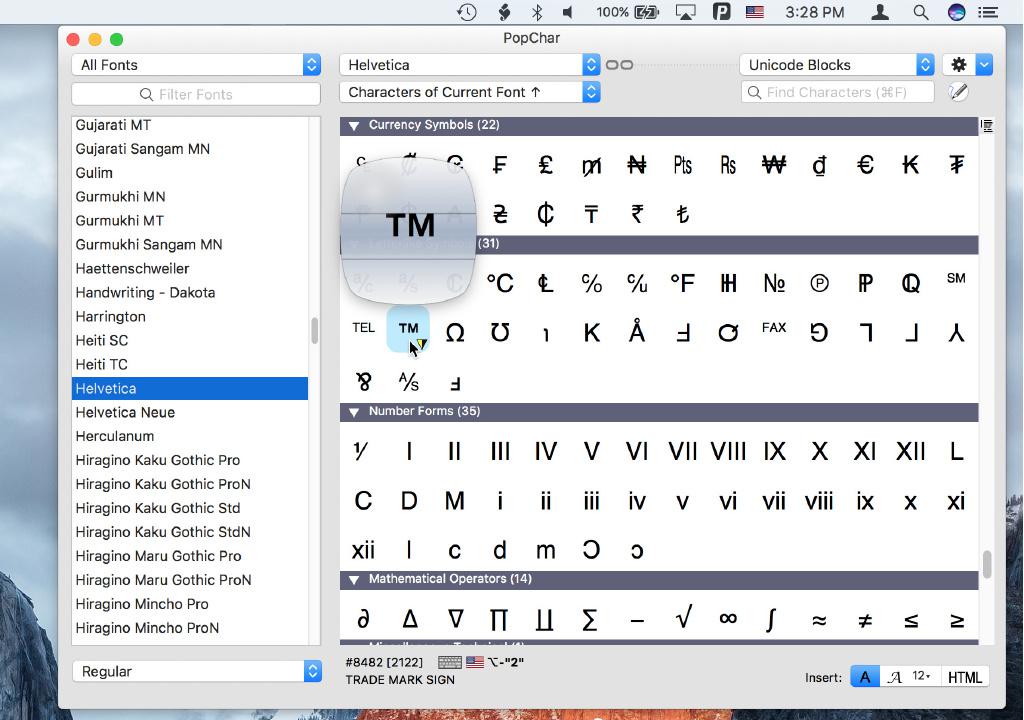 100% 3:28 PM
PopChar
All Fonts
Helvetica
Unicode Blocks
Filter Fonts
Characters of Current Font ↑
Find Characters (⌘F)
Gujarati MT
Gujarati Sangam MN
Gulim
Gurmukhi MN
Gurmukhi MT
Gurmukhi Sangam MN
Haettenschweiler
Handwriting - Dakota
Harrington
Heiti SC
Heiti TC
Helvetica
Helvetica Neue
Herculanum
Hiragino Kaku Gothic Pro
Hiragino Kaku Gothic ProN
Hiragino Kaku Gothic Std
Hiragino Kaku Gothic StdN
Hiragino Maru Gothic Pro
Hiragino Maru Gothic ProN
Hiragino Mincho Pro
Hiragino Mincho ProN
Regular
Currency Symbols (22)
₣ £ ₥ ₦ ₧ ₨ ₩ ₫ € ₭ ₮
₴ ₵ ₸ ₹ ₺
TM
(31)
℃ ℄ ℅ ℆ ℉ ℍ № ℗ ℙ ℚ ℠
℡ ™ Ω ℧ ℩ K Å Ⅎ ℺ ℻ ⅁ ⅂ ⅃ ⅄
⅋ ⅍ ⅎ
Number Forms (35)
⅟ Ⅰ Ⅱ Ⅲ Ⅳ Ⅴ Ⅵ Ⅶ Ⅷ Ⅸ Ⅹ Ⅺ Ⅻ Ⅼ
Ⅽ Ⅾ Ⅿ ⅰ ⅱ ⅲ ⅳ ⅴ ⅵ ⅶ ⅷ ⅸ ⅹ ⅺ
ⅻ ⅼ ⅽ ⅾ ⅿ Ↄ ↄ
Mathematical Operators (14)
∂ ∆ ∇ ∏ ∐ ∑ − √ ∞ ∫ ≈ ≠ ≤ ≥
#8482 [2122] ⌥-"2"
TRADE MARK SIGN
Insert: A A 12 HTML